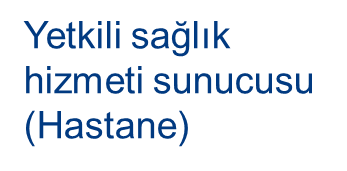 Yetkili sağlık
hizmeti sunucusu
(Hastane)